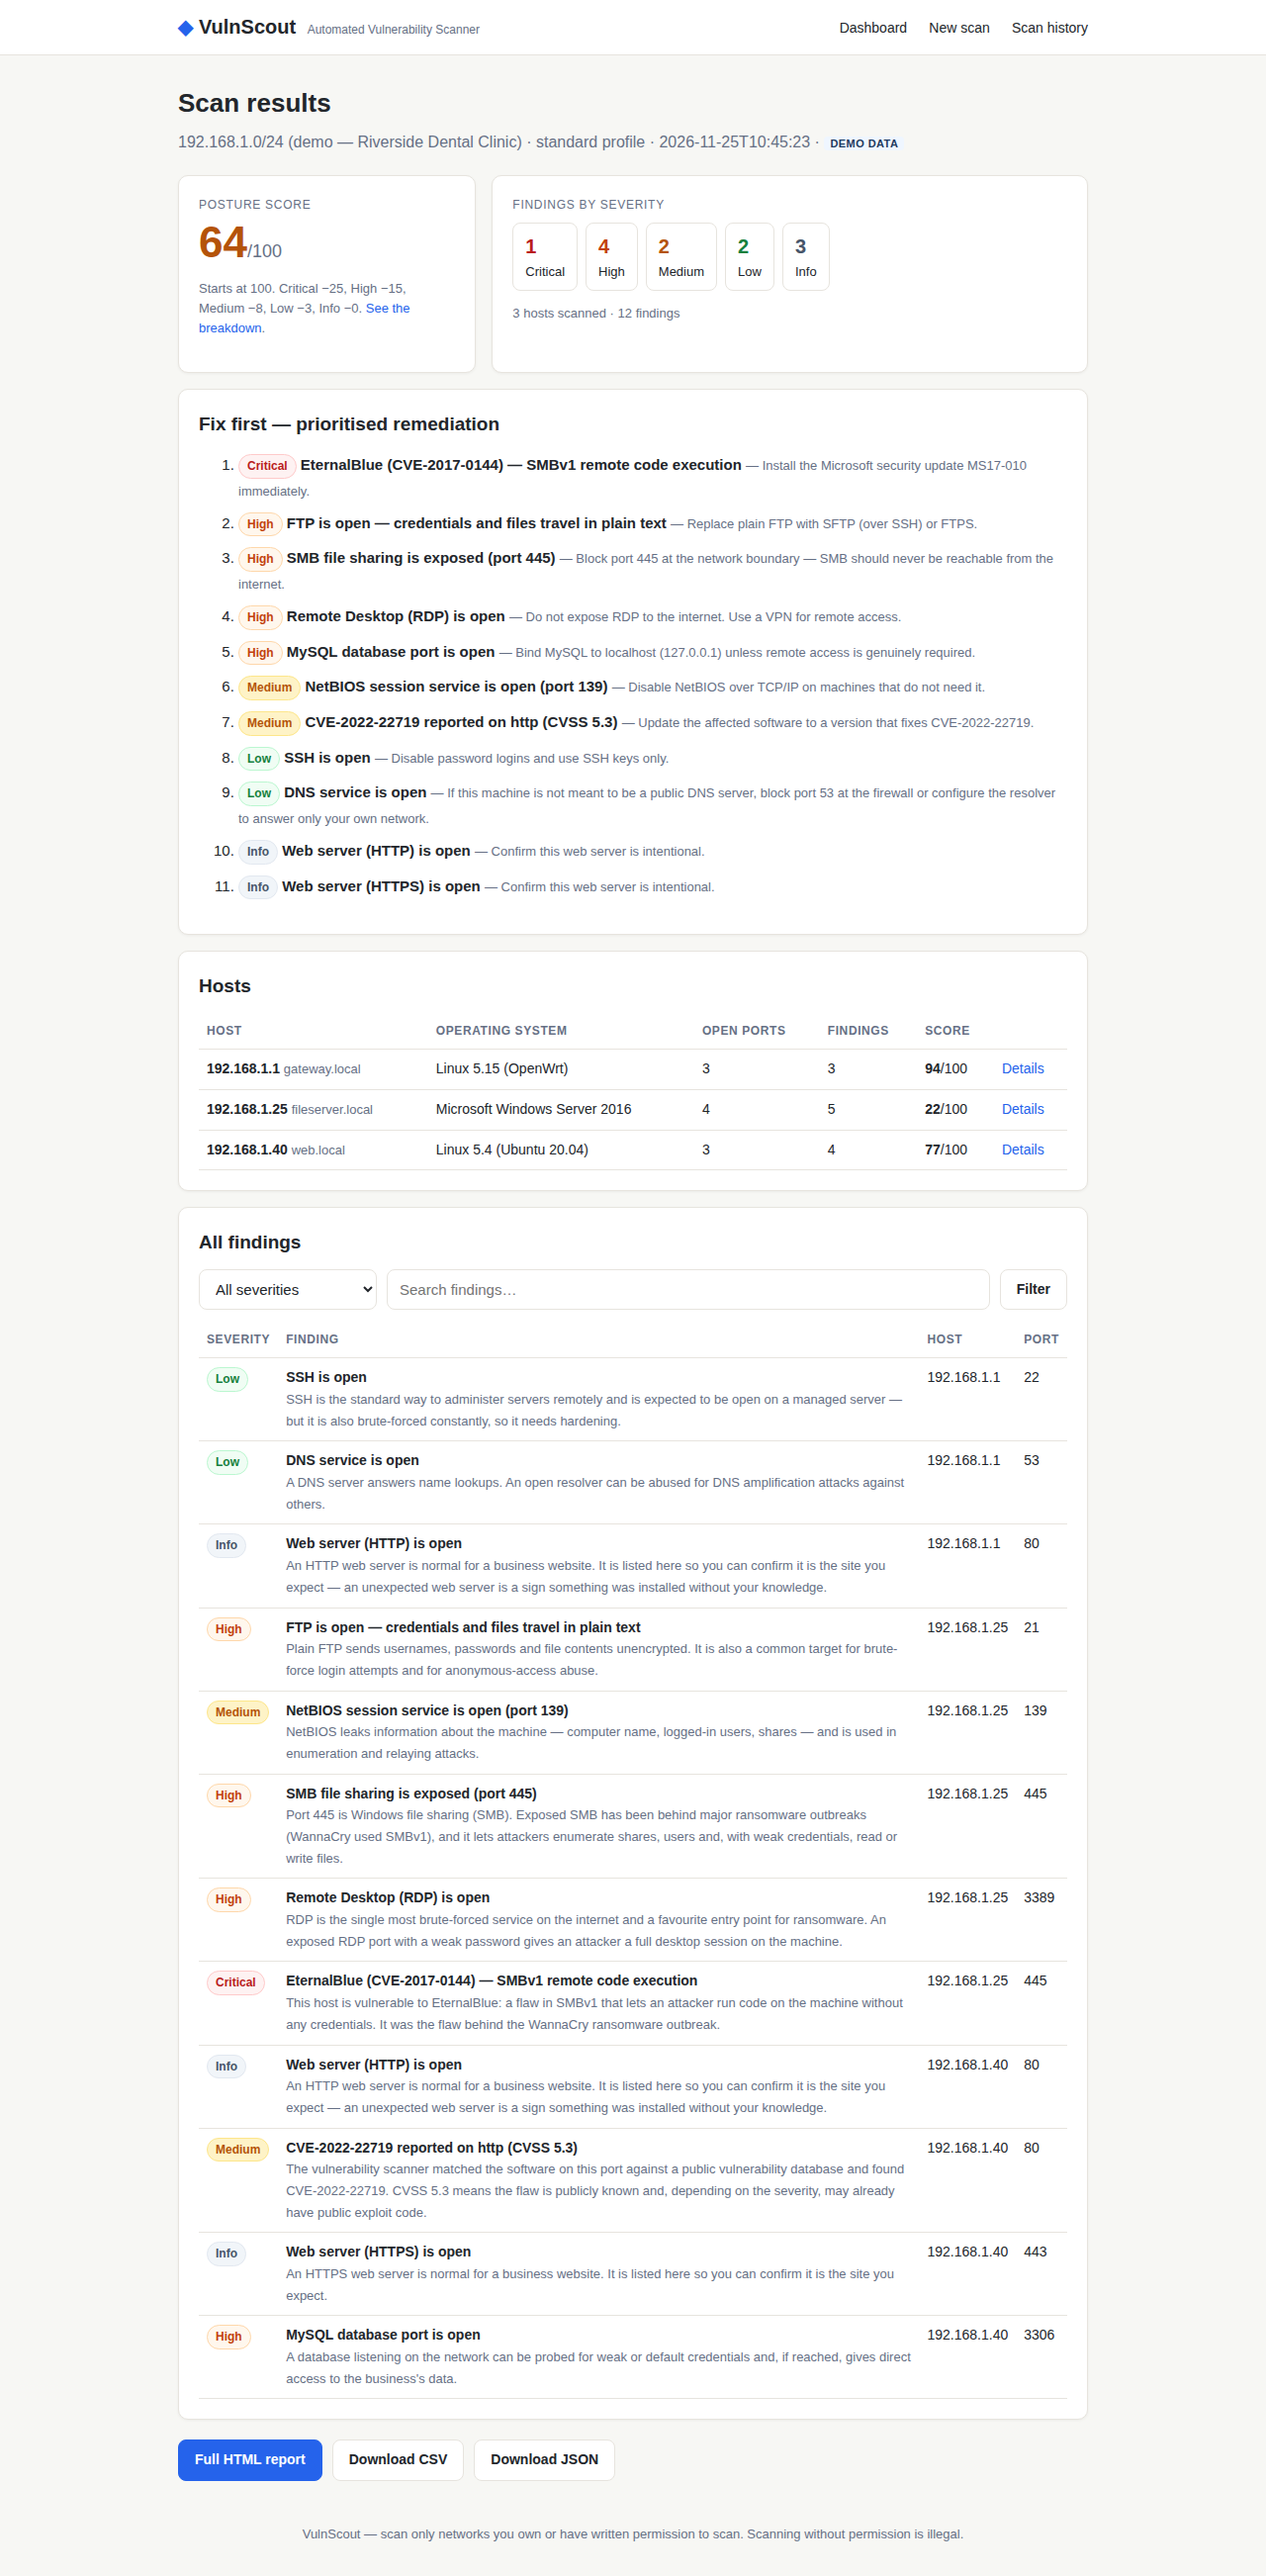 VulnScout Automated Vulnerability Scanner Dashboard New scan Scan history
Scan results
192.168.1.0/24 (demo — Riverside Dental Clinic) · standard profile · 2026-11-25T10:45:23 · DEMO DATA
POSTURE SCORE
64/100
Starts at 100. Critical −25, High −15,
Medium −8, Low −3, Info −0. See the
breakdown.
FINDINGS BY SEVERITY
1 4 2 2 3
Critical High Medium Low Info
3 hosts scanned · 12 findings
Fix first — prioritised remediation
1. Critical EternalBlue (CVE-2017-0144) — SMBv1 remote code execution — Install the Microsoft security update MS17-010
immediately.
2. High FTP is open — credentials and files travel in plain text — Replace plain FTP with SFTP (over SSH) or FTPS.
3. High SMB file sharing is exposed (port 445) — Block port 445 at the network boundary — SMB should never be reachable from the
internet.
4. High Remote Desktop (RDP) is open — Do not expose RDP to the internet. Use a VPN for remote access.
5. High MySQL database port is open — Bind MySQL to localhost (127.0.0.1) unless remote access is genuinely required.
6. Medium NetBIOS session service is open (port 139) — Disable NetBIOS over TCP/IP on machines that do not need it.
7. Medium CVE-2022-22719 reported on http (CVSS 5.3) — Update the affected software to a version that fixes CVE-2022-22719.
8. Low SSH is open — Disable password logins and use SSH keys only.
9. Low DNS service is open — If this machine is not meant to be a public DNS server, block port 53 at the firewall or configure the resolver
to answer only your own network.
10. Info Web server (HTTP) is open — Confirm this web server is intentional.
11. Info Web server (HTTPS) is open — Confirm this web server is intentional.
Hosts
HOST OPERATING SYSTEM OPEN PORTS FINDINGS SCORE
192.168.1.1 gateway.local Linux 5.15 (OpenWrt) 3 3 94/100 Details
192.168.1.25 fileserver.local Microsoft Windows Server 2016 4 5 22/100 Details
192.168.1.40 web.local Linux 5.4 (Ubuntu 20.04) 3 4 77/100 Details
All findings
All severities Search findings… Filter
SEVERITY FINDING HOST PORT
Low SSH is open 192.168.1.1 22
SSH is the standard way to administer servers remotely and is expected to be open on a managed server —
but it is also brute-forced constantly, so it needs hardening.
Low DNS service is open 192.168.1.1 53
A DNS server answers name lookups. An open resolver can be abused for DNS amplification attacks against
others.
Info Web server (HTTP) is open 192.168.1.1 80
An HTTP web server is normal for a business website. It is listed here so you can confirm it is the site you
expect — an unexpected web server is a sign something was installed without your knowledge.
High FTP is open — credentials and files travel in plain text 192.168.1.25 21
Plain FTP sends usernames, passwords and file contents unencrypted. It is also a common target for brute-
force login attempts and for anonymous-access abuse.
Medium NetBIOS session service is open (port 139) 192.168.1.25 139
NetBIOS leaks information about the machine — computer name, logged-in users, shares — and is used in
enumeration and relaying attacks.
High SMB file sharing is exposed (port 445) 192.168.1.25 445
Port 445 is Windows file sharing (SMB). Exposed SMB has been behind major ransomware outbreaks
(WannaCry used SMBv1), and it lets attackers enumerate shares, users and, with weak credentials, read or
write files.
High Remote Desktop (RDP) is open 192.168.1.25 3389
RDP is the single most brute-forced service on the internet and a favourite entry point for ransomware. An
exposed RDP port with a weak password gives an attacker a full desktop session on the machine.
Critical EternalBlue (CVE-2017-0144) — SMBv1 remote code execution 192.168.1.25 445
This host is vulnerable to EternalBlue: a flaw in SMBv1 that lets an attacker run code on the machine without
any credentials. It was the flaw behind the WannaCry ransomware outbreak.
Info Web server (HTTP) is open 192.168.1.40 80
An HTTP web server is normal for a business website. It is listed here so you can confirm it is the site you
expect — an unexpected web server is a sign something was installed without your knowledge.
Medium CVE-2022-22719 reported on http (CVSS 5.3) 192.168.1.40 80
The vulnerability scanner matched the software on this port against a public vulnerability database and found
CVE-2022-22719. CVSS 5.3 means the flaw is publicly known and, depending on the severity, may already
have public exploit code.
Info Web server (HTTPS) is open 192.168.1.40 443
An HTTPS web server is normal for a business website. It is listed here so you can confirm it is the site you
expect.
High MySQL database port is open 192.168.1.40 3306
A database listening on the network can be probed for weak or default credentials and, if reached, gives direct
access to the business's data.
Full HTML report Download CSV Download JSON
VulnScout — scan only networks you own or have written permission to scan. Scanning without permission is illegal.